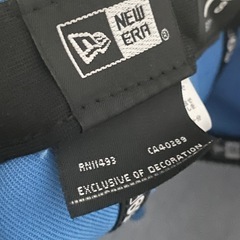 NEW
ERA®
RN11493 CA40289
EXCLUSIVE OF DECORATION